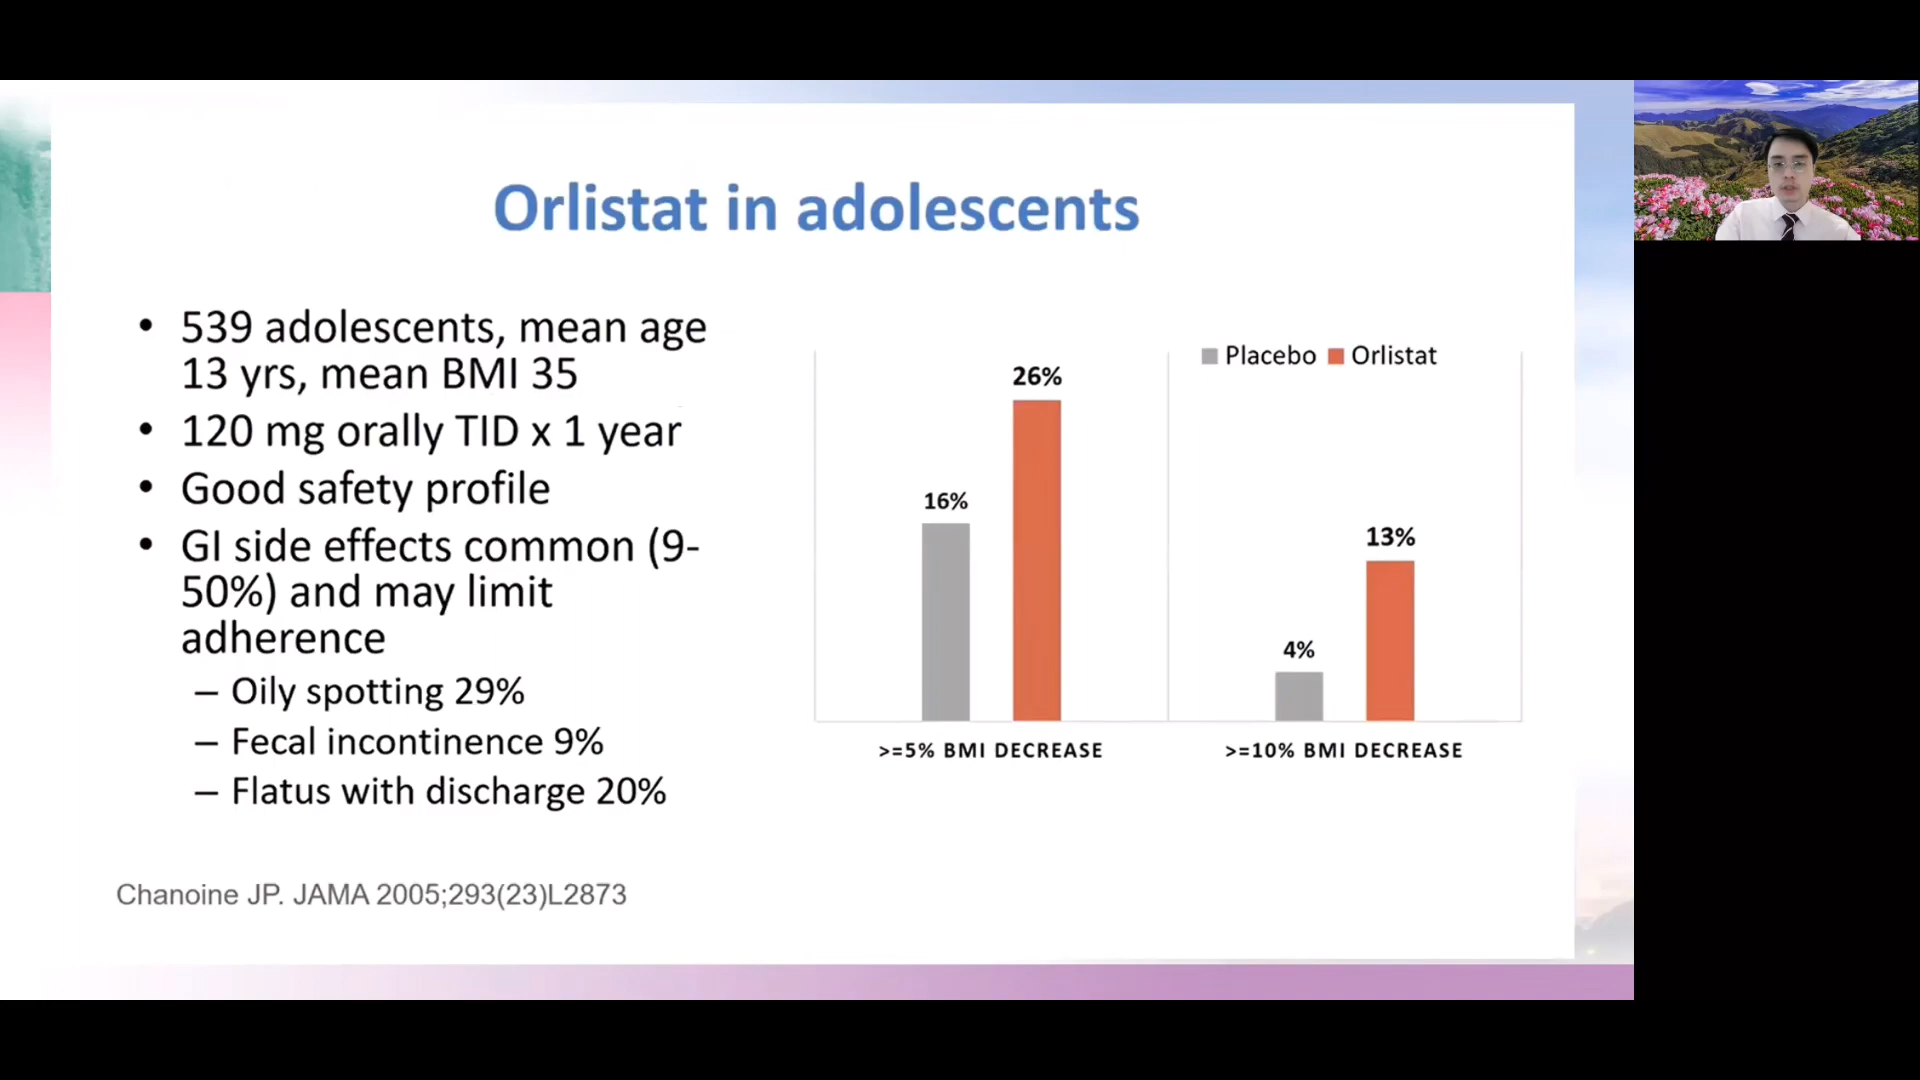 Orlistat in adolescents
• 539 adolescents, mean age
13 yrs, mean BMI 35
• 120 mg orally TID x 1 year
• Good safety profile
• GI side effects common (9-
50%) and may limit
adherence
– Oily spotting 29%
– Fecal incontinence 9%
– Flatus with discharge 20%
Placebo Orlistat
26%
16%
13%
4%
>=5% BMI DECREASE
>=10% BMI DECREASE
Chanoine JP. JAMA 2005;293(23)L2873